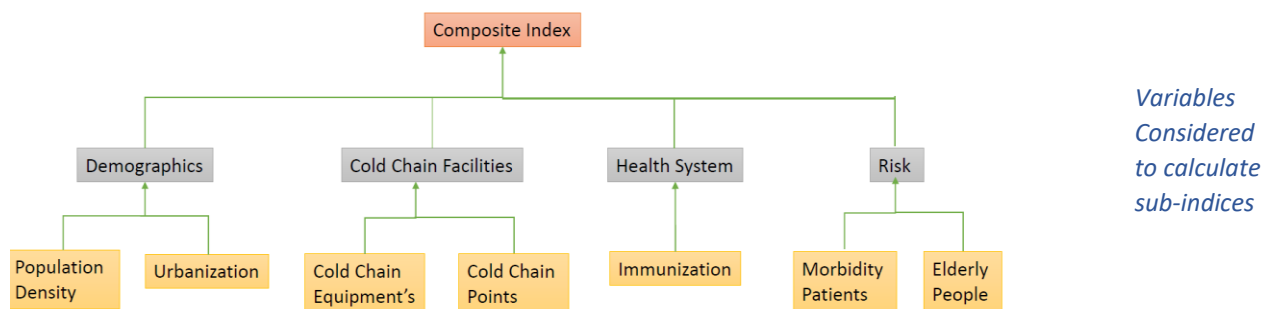 Composite Index
Variables
Considered
to calculate
sub-indices
Demographics
Cold Chain Facilities
Health System
Risk
Population
Density
Urbanization
Cold Chain
Equipment's
Cold Chain
Points
Immunization
Morbidity
Patients
Elderly
People